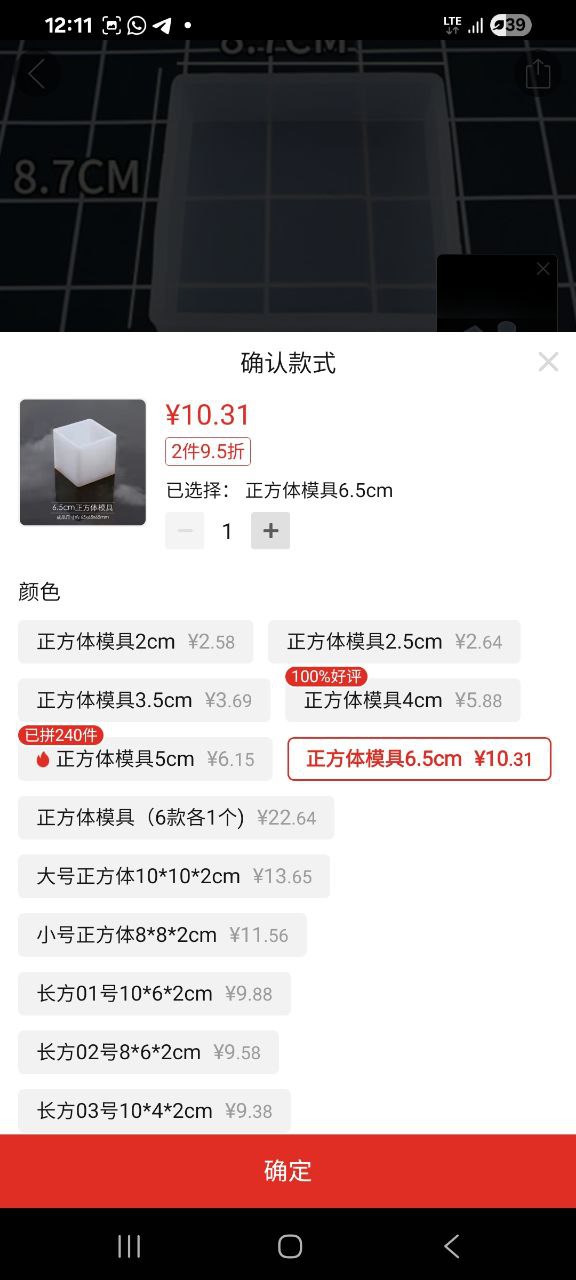 12:11 LTE 39
8.7CM
8.7CM
确认款式
¥10.31
2件9.5折
已选择： 正方体模具6.5cm
6.5cm正方体模具
1
颜色
正方体模具2cm ¥2.58 正方体模具2.5cm ¥2.64
100%好评
正方体模具3.5cm ¥3.69 正方体模具4cm ¥5.88
已拼240件
正方体模具5cm ¥6.15 正方体模具6.5cm ¥10.31
正方体模具（6款各1个) ¥22.64
大号正方体10*10*2cm ¥13.65
小号正方体8*8*2cm ¥11.56
长方01号10*6*2cm ¥9.88
长方02号8*6*2cm ¥9.58
长方03号10*4*2cm ¥9.38
确定